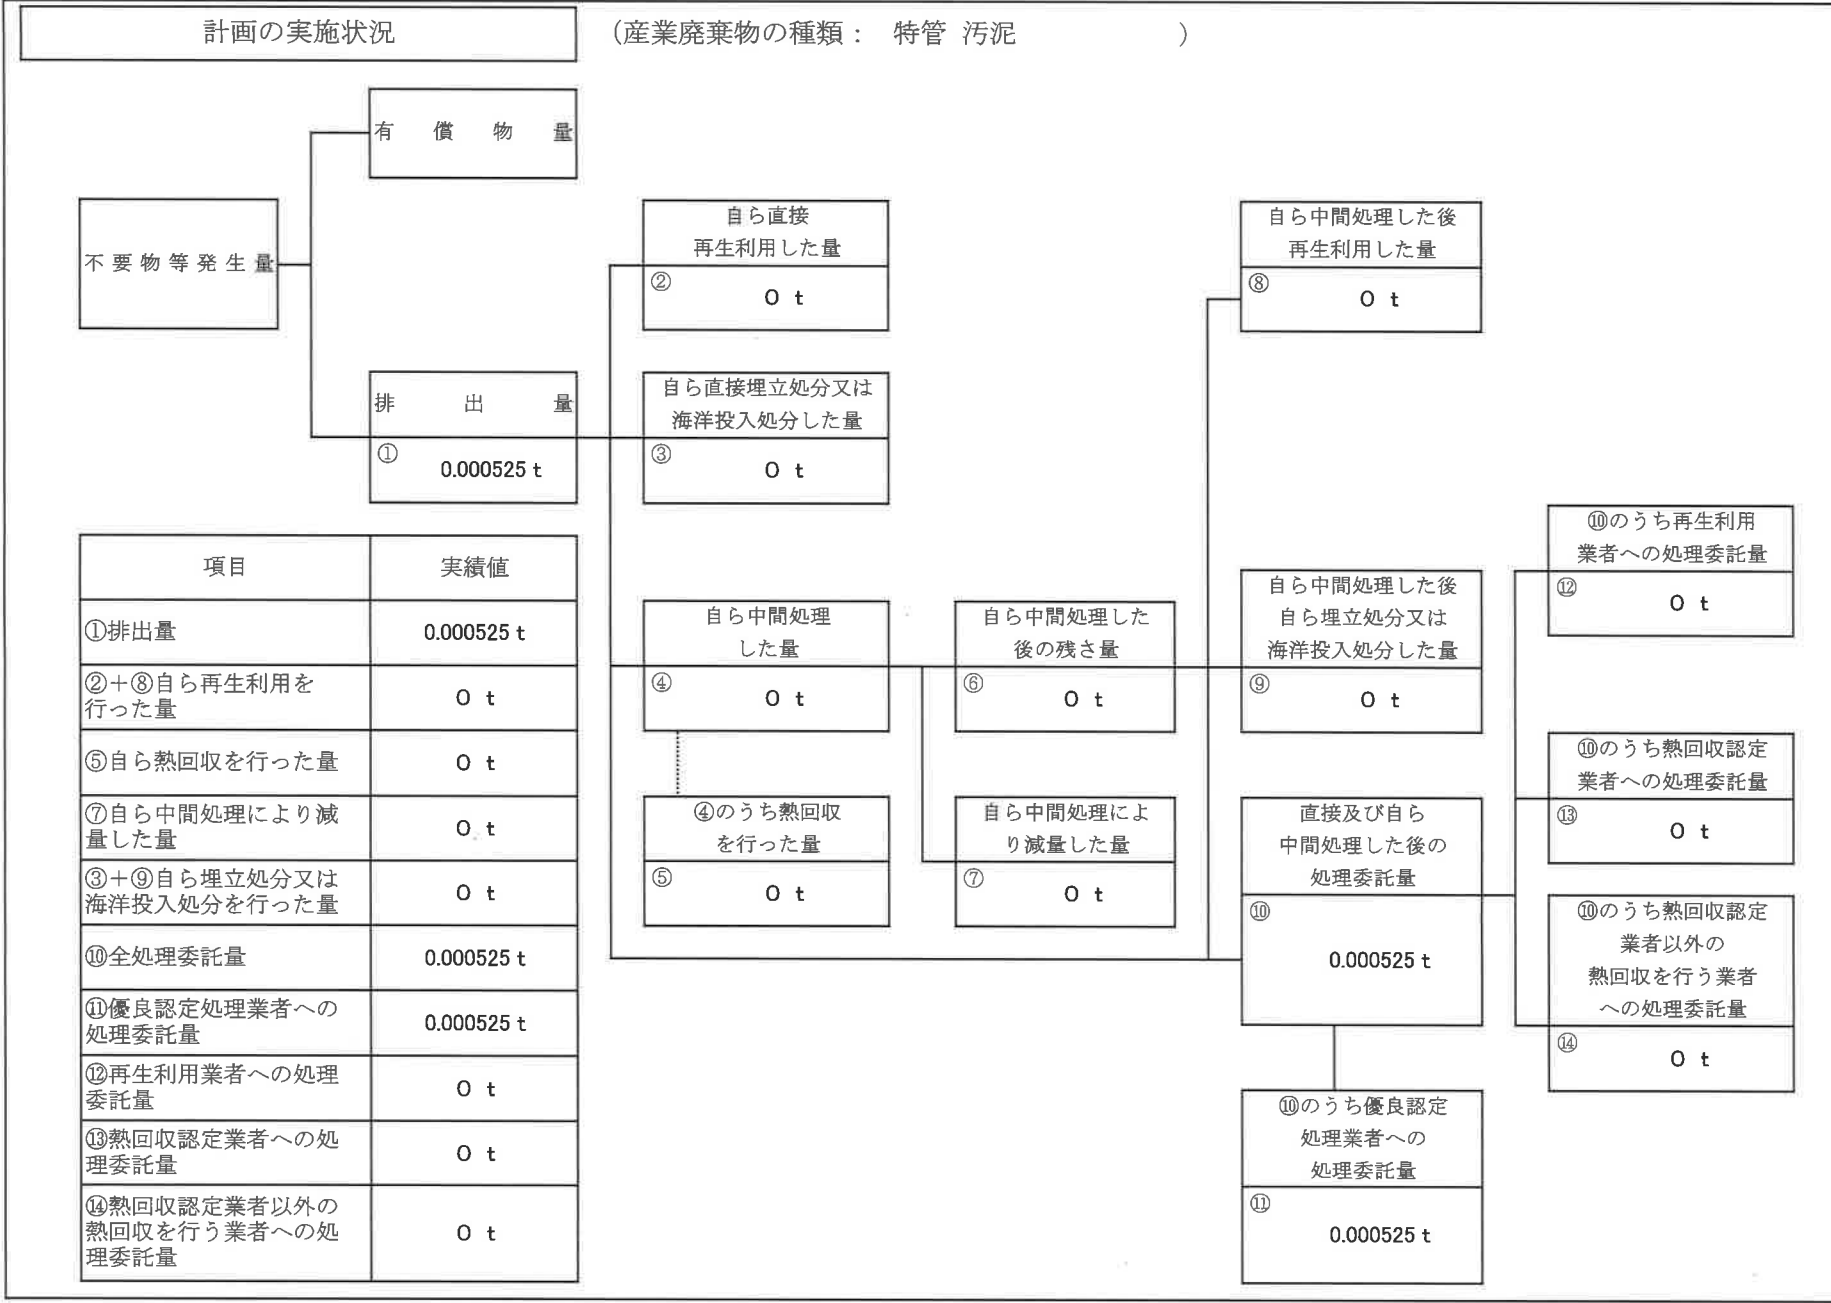 計画の実施状況
（産業廃棄物の種類： 特管 汚泥 ）
有償物量
不要物等発生量
自ら直接
再生利用した量
②
0 t
自ら中間処理した後
再生利用した量
⑧
0 t
排出量
①
0.000525 t
自ら直接埋立処分又は
海洋投入処分した量
③
0 t
項目 実績値
①排出量 0.000525 t
②＋⑧自ら再生利用を
行った量
0 t
⑤自ら熱回収を行った量 0 t
⑦自ら中間処理により減
量した量
0 t
③＋⑨自ら埋立処分又は
海洋投入処分を行った量
0 t
⑩全処理委託量 0.000525 t
⑪優良認定処理業者への
処理委託量
0.000525 t
⑫再生利用業者への処理
委託量
0 t
⑬熱回収認定業者への処
理委託量
0 t
⑭熱回収認定業者以外の
熱回収を行う業者への処
理委託量
0 t
自ら中間処理
した量
④
0 t
④のうち熱回収
を行った量
⑤
0 t
自ら中間処理した
後の残さ量
⑥
0 t
自ら中間処理によ
り減量した量
⑦
0 t
自ら中間処理した後
自ら埋立処分又は
海洋投入処分した量
⑨
0 t
直接及び自ら
中間処理した後の
処理委託量
⑩
0.000525 t
⑩のうち優良認定
処理業者への
処理委託量
⑪
0.000525 t
⑩のうち再生利用
業者への処理委託量
⑫
0 t
⑩のうち熱回収認定
業者への処理委託量
⑬
0 t
⑩のうち熱回収認定
業者以外の
熱回収を行う業者
への処理委託量
⑭
0 t